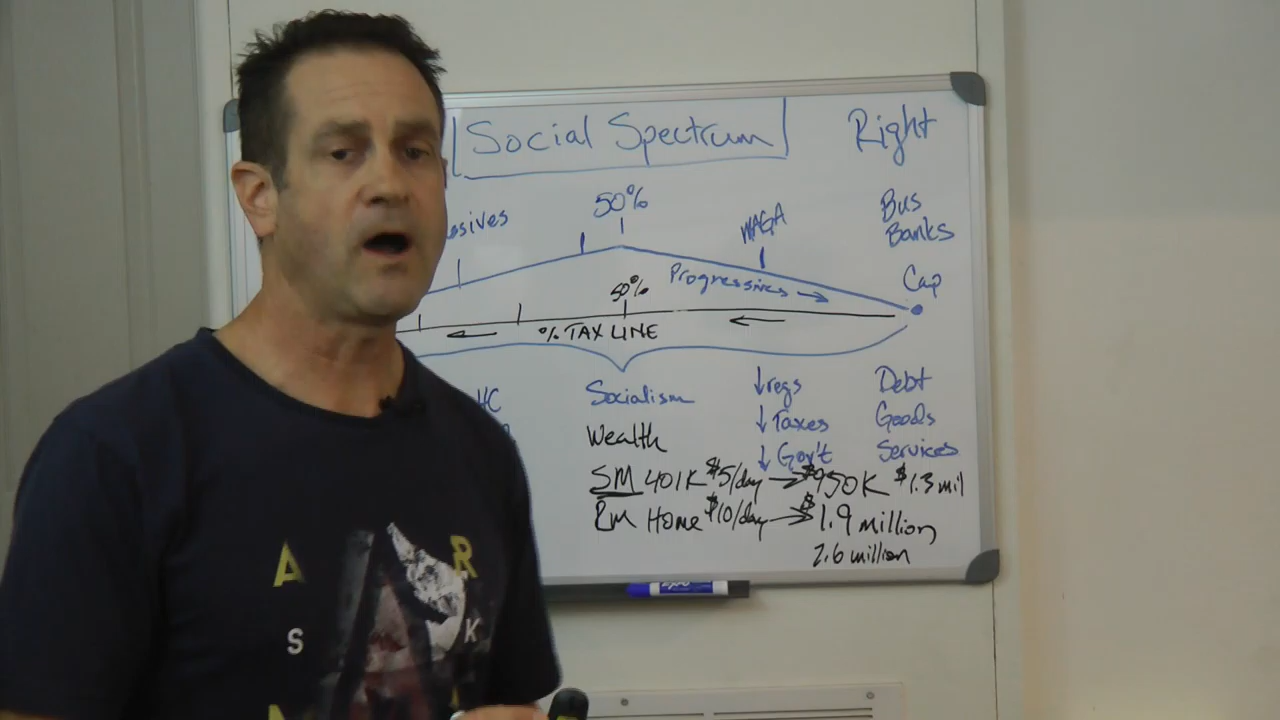 Social Spectrum
Right
50%
MAGA
Bus
Banks
esives
Progressives →
Cap
50%
% TAX LINE
HC
Socialism
↓regs
Debt
Wealth
↓Taxes
Goods
↓Gov't
Services
SM 401K $5/day → $950K $1.3 mil
RM Home $10/day → $1.9 million
2.6 million
EXPO
A R
S K